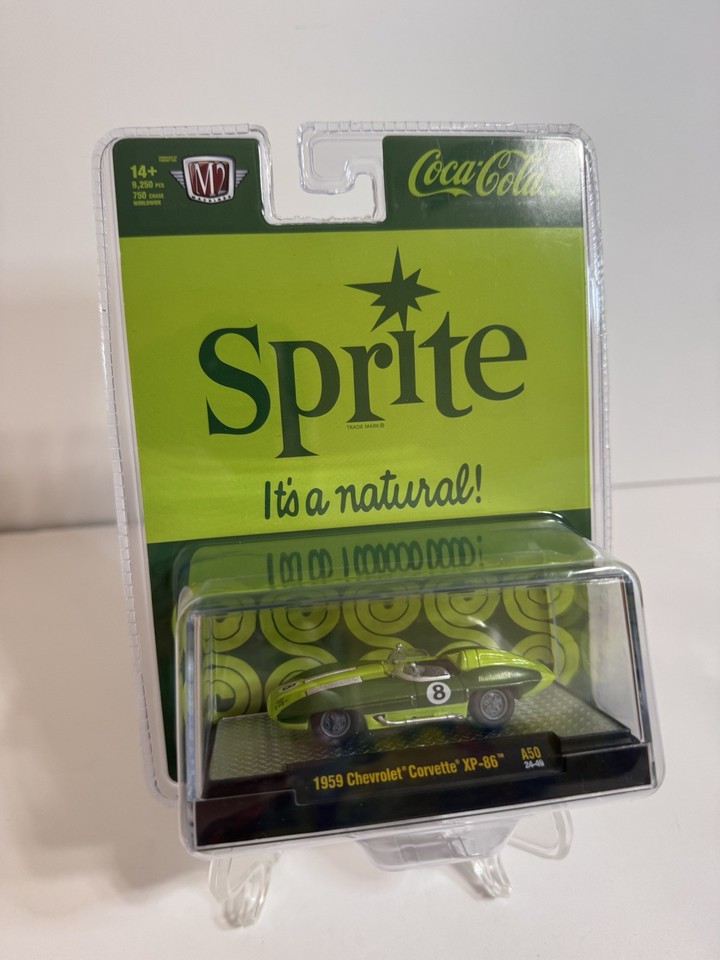 14+
9,250 PCS
750 CHASE
WORLDWIDE
M2
MACHINES
Coca-Cola
Sprite
TRADE MARK ®
It's a natural!
8
1959 Chevrolet® Corvette® XP-86™
A50
24-49